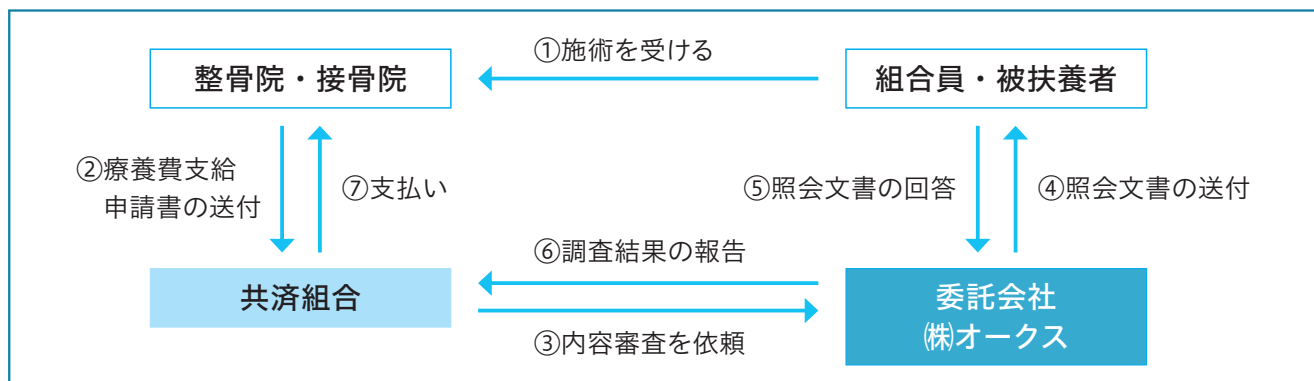 ①施術を受ける
整骨院・接骨院
組合員・被扶養者
②療養費支給
申請書の送付
⑦支払い
⑤照会文書の回答
④照会文書の送付
⑥調査結果の報告
共済組合
委託会社
㈱オークス
③内容審査を依頼